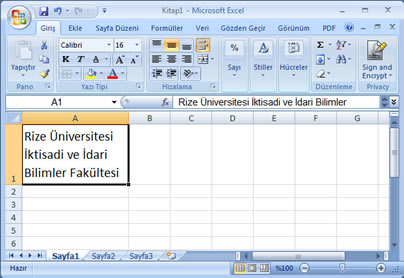 Kitap1 - Microsoft Excel
Giriş Ekle Sayfa Düzeni Formüller Veri Gözden Geçir Görünüm PDF
Calibri 16
Yapıştır
Sayı Stiller Hücreler
Sign and Encrypt
Pano Yazı Tipi Hizalama Düzenleme Privacy
A1 fx Rize Üniversitesi İktisadi ve İdari Bilimler
A B C D E F G
1 Rize Üniversitesi
İktisadi ve İdari
Bilimler Fakültesi
2
3
4
5
6
Sayfa1 Sayfa2 Sayfa3
Hazır %100